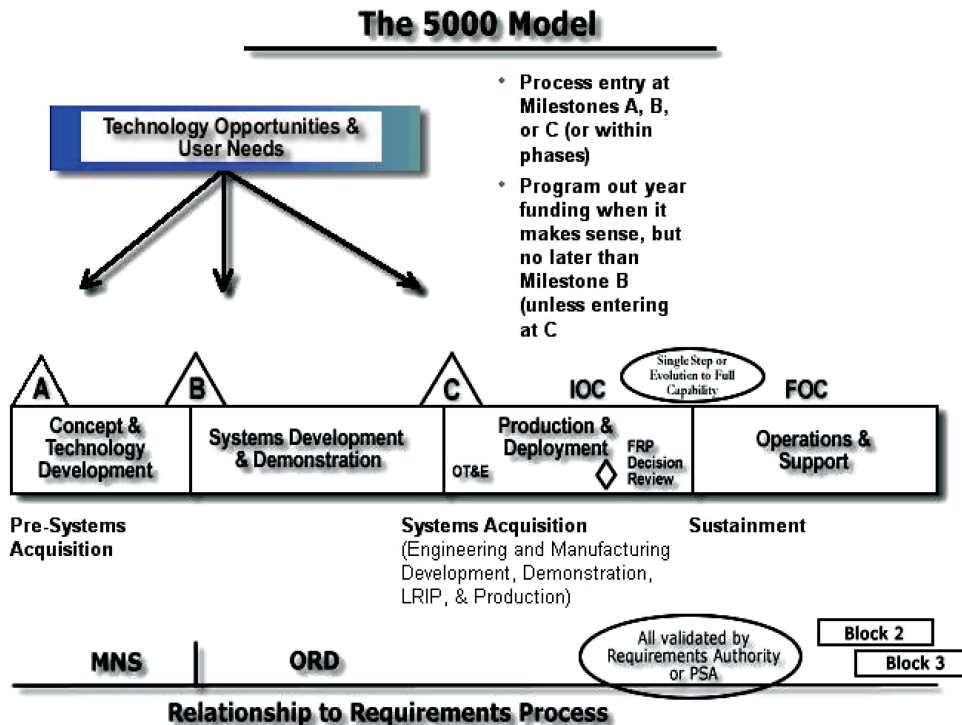 The 5000 Model
Technology Opportunities &
User Needs
• Process entry at
Milestones A, B,
or C (or within
phases)
• Program out year
funding when it
makes sense, but
no later than
Milestone B
(unless entering
at C
A
B
C
IOC
Single Step or
Evolution to Full
Capability
FOC
Concept &
Technology
Development
Systems Development
& Demonstration
Production &
Deployment
OT&E
FRP
Decision
Review
Operations &
Support
Pre-Systems
Acquisition
Systems Acquisition
(Engineering and Manufacturing
Development, Demonstration,
LRIP, & Production)
Sustainment
MNS
ORD
All validated by
Requirements Authority
or PSA
Block 2
Block 3
Relationship to Requirements Process